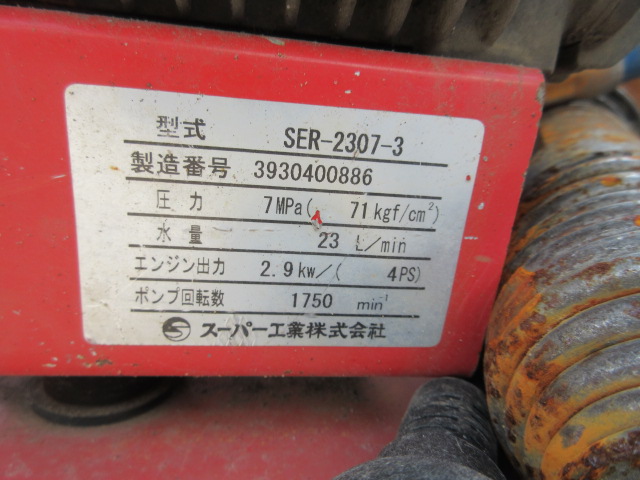 型式 SER-2307-3
製造番号 3930400886
圧力 7MPa( 71kgf/cm²)
水量 23 L/min
エンジン出力 2.9kw/( 4PS)
ポンプ回転数 1750 min⁻¹
スーパー工業株式会社